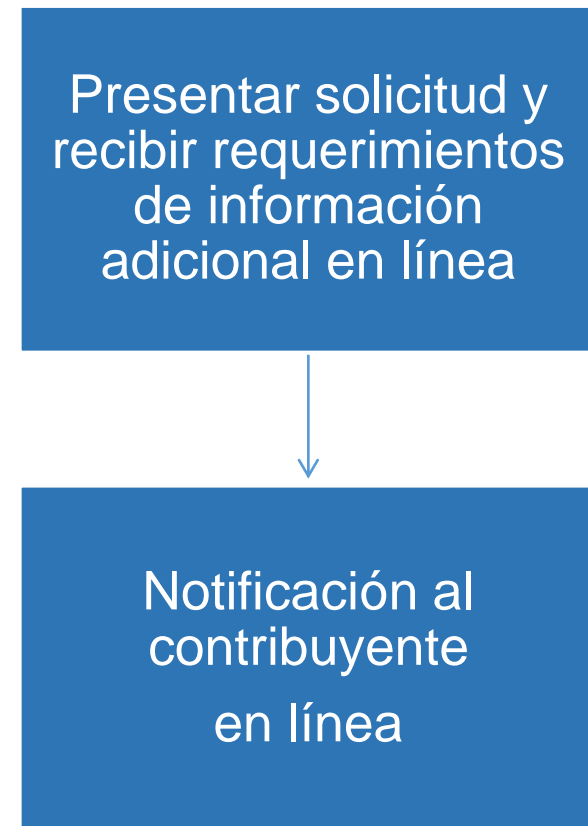 Presentar solicitud y
recibir requerimientos
de información
adicional en línea
Notificación al
contribuyente
en línea